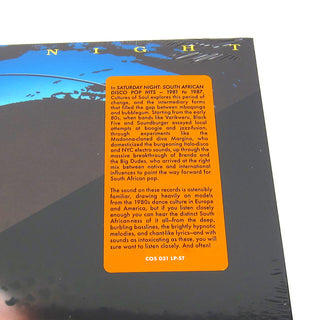 NIGHT
In SATURDAY NIGHT: SOUTH AFRICAN
DISCO POP HITS – 1981 to 1987,
Cultures of Soul explores this period of
change, and the intermediary forms
that filled the gap between mbaqanga
and bubblegum. Starting from the early
80s, when bands like Yarikweru, Black
Five and Soundburger essayed local
attempts at boogie and jazz-fusion,
through experiments like the
Madonna-cloned diva Margino, who
domesticized the burgeoning Italo-disco
and NYC electro sounds, up through the
massive breakthrough of Brenda and
the Big Dudes, who arrived at the right
mix between native and international
influences to point the way forward for
South African pop.
The sound on these records is ostensibly
familiar, drawing heavily on models
from the 1980s dance culture in Europe
and America, but if you listen closely
enough you can hear the distinct South
African-ness of it all–from the deep,
burbling basslines, the brightly hypnotic
melodies, and chant-like lyrics–and with
sounds as intoxicating as these, you will
sure want to listen closely. And often!
COS 021 LP-ST